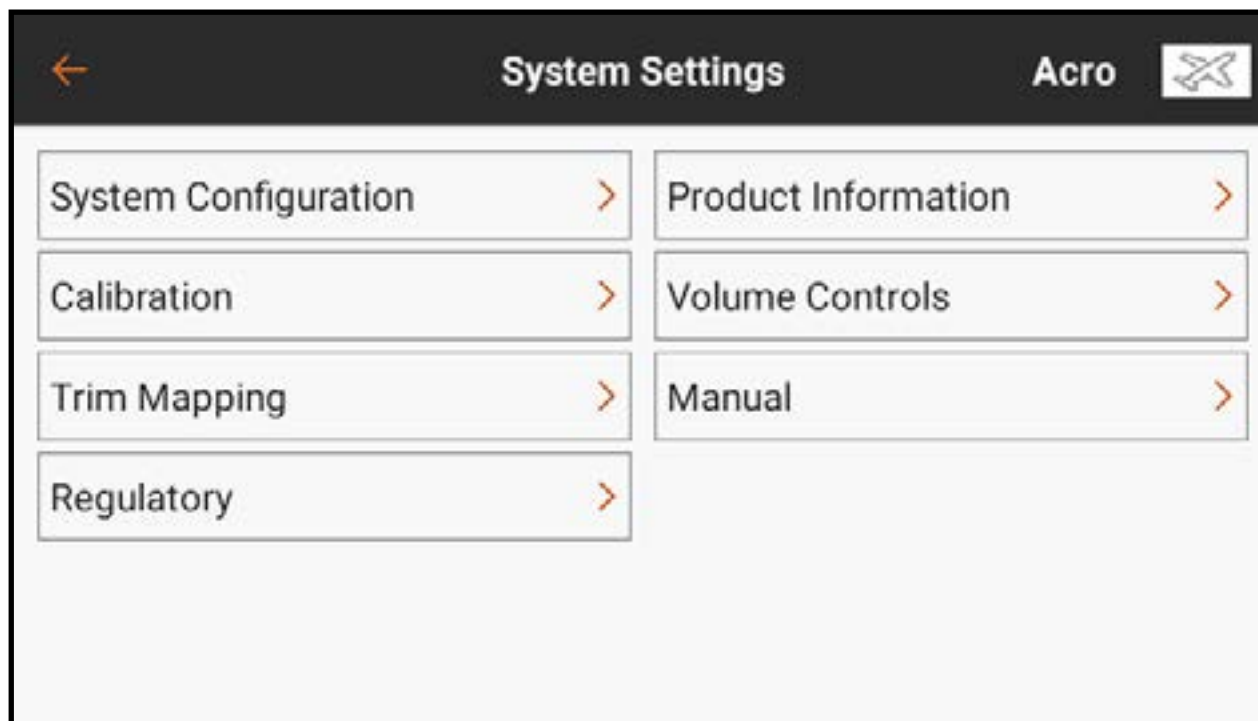 System Settings
Acro
System Configuration
Product Information
Calibration
Volume Controls
Trim Mapping
Manual
Regulatory